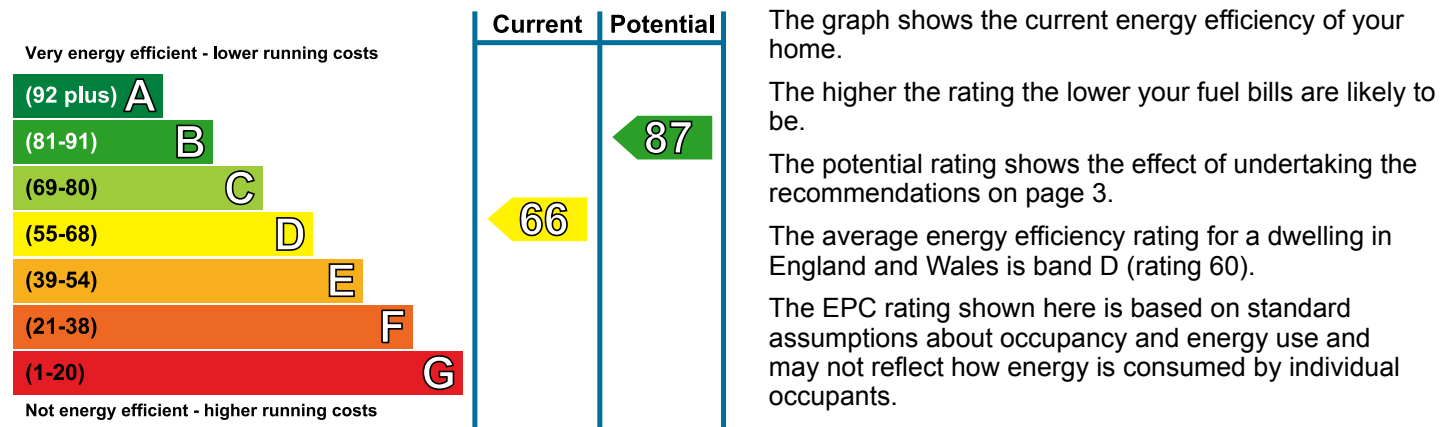 Current Potential
Very energy efficient - lower running costs
(92 plus) A
(81-91) B
87
(69-80) C
(55-68) D
66
(39-54) E
(21-38) F
(1-20) G
Not energy efficient - higher running costs
The graph shows the current energy efficiency of your
home.
The higher the rating the lower your fuel bills are likely to
be.
The potential rating shows the effect of undertaking the
recommendations on page 3.
The average energy efficiency rating for a dwelling in
England and Wales is band D (rating 60).
The EPC rating shown here is based on standard
assumptions about occupancy and energy use and
may not reflect how energy is consumed by individual
occupants.